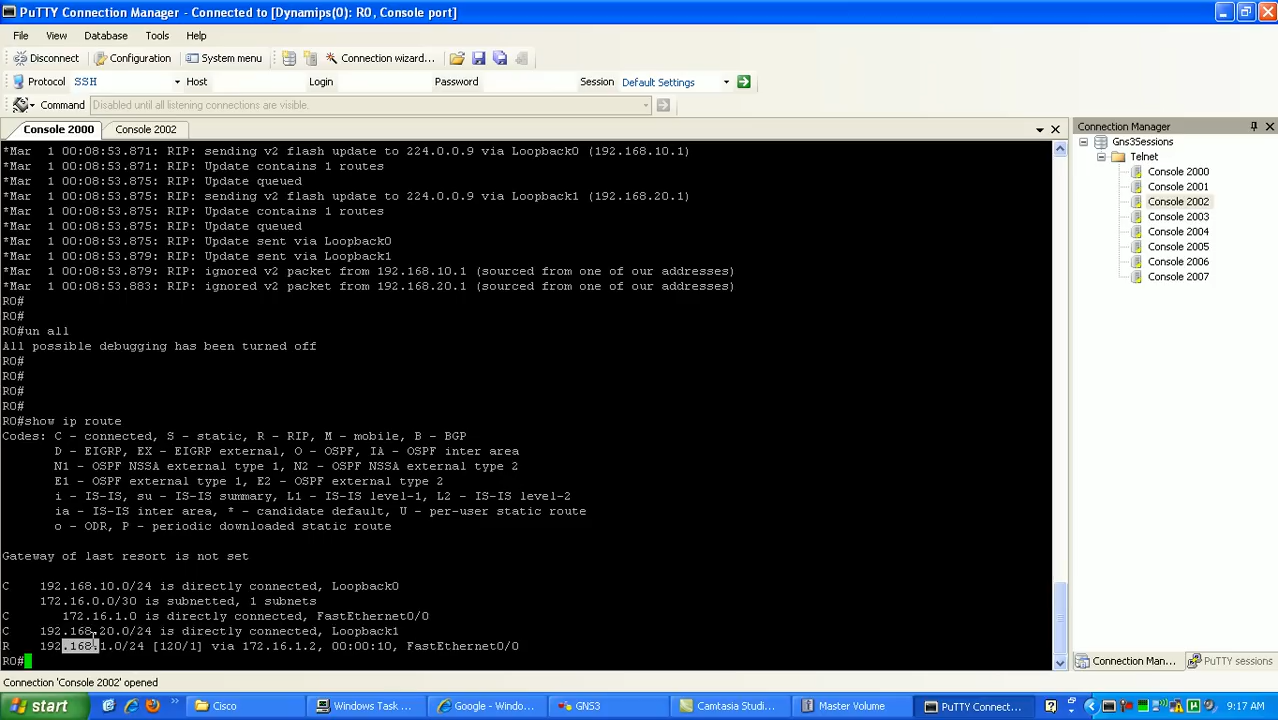 PuTTY Connection Manager - Connected to [Dynamips(0): R0, Console port]
File View Database Tools Help
Disconnect Configuration System menu Connection wizard...
Protocol SSH Host Login Password Session Default Settings
Command Disabled until all listening connections are visible.
Console 2000 Console 2002
*Mar  1 00:08:53.871: RIP: sending v2 flash update to 224.0.0.9 via Loopback0 (192.168.10.1)
*Mar  1 00:08:53.871: RIP: Update contains 1 routes
*Mar  1 00:08:53.875: RIP: Update queued
*Mar  1 00:08:53.875: RIP: sending v2 flash update to 224.0.0.9 via Loopback1 (192.168.20.1)
*Mar  1 00:08:53.875: RIP: Update contains 1 routes
*Mar  1 00:08:53.875: RIP: Update queued
*Mar  1 00:08:53.875: RIP: Update sent via Loopback0
*Mar  1 00:08:53.879: RIP: Update sent via Loopback1
*Mar  1 00:08:53.879: RIP: ignored v2 packet from 192.168.10.1 (sourced from one of our addresses)
*Mar  1 00:08:53.883: RIP: ignored v2 packet from 192.168.20.1 (sourced from one of our addresses)
R0#
R0#
R0#un all
All possible debugging has been turned off
R0#
R0#
R0#
R0#
R0#show ip route
Codes: C - connected, S - static, R - RIP, M - mobile, B - BGP
D - EIGRP, EX - EIGRP external, O - OSPF, IA - OSPF inter area
N1 - OSPF NSSA external type 1, N2 - OSPF NSSA external type 2
E1 - OSPF external type 1, E2 - OSPF external type 2
i - IS-IS, su - IS-IS summary, L1 - IS-IS level-1, L2 - IS-IS level-2
ia - IS-IS inter area, * - candidate default, U - per-user static route
o - ODR, P - periodic downloaded static route
Gateway of last resort is not set
C 192.168.10.0/24 is directly connected, Loopback0
172.16.0.0/30 is subnetted, 1 subnets
C 172.16.1.0 is directly connected, FastEthernet0/0
C 192.168.20.0/24 is directly connected, Loopback1
R 192.168.1.0/24 [120/1] via 172.16.1.2, 00:00:10, FastEthernet0/0
R0#
Connection Manager
Gns3Sessions
Telnet
Console 2000
Console 2001
Console 2002
Console 2003
Console 2004
Console 2005
Console 2006
Console 2007
Connection Man... PuTTY sessions
Connection 'Console 2002' opened
start Cisco Windows Task ... Google - Windo... GNS3 Camtasia Studi... Master Volume PuTTY Connect... 9:17 AM